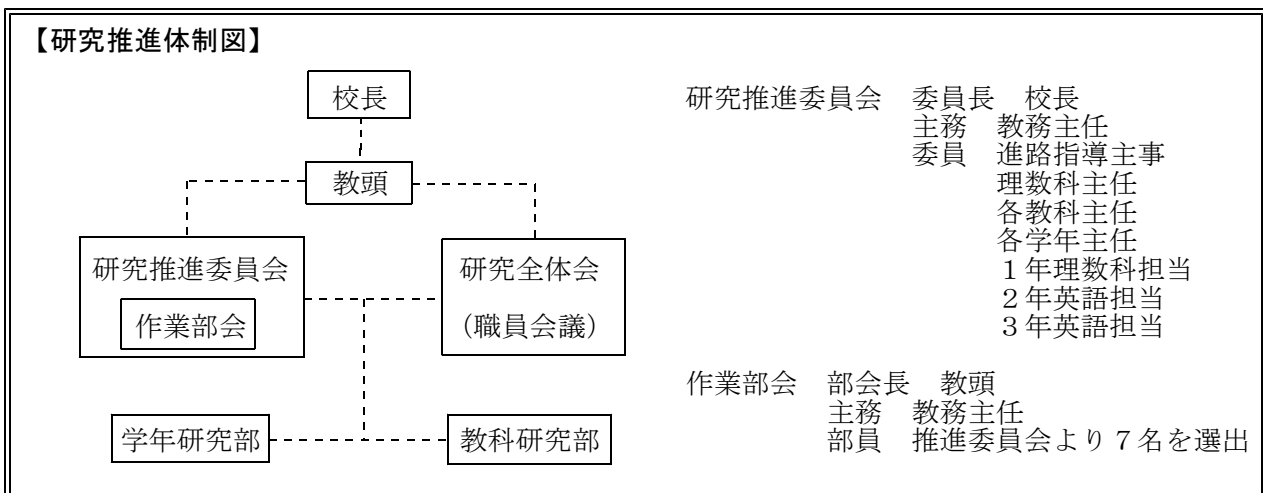 【研究推進体制図】
校長
教頭
研究推進委員会
作業部会
研究全体会
(職員会議)
学年研究部
教科研究部
研究推進委員会　委員長　校長
主務　教務主任
委員　進路指導主事
理数科主任
各教科主任
各学年主任
１年理数科担当
２年英語担当
３年英語担当
作業部会　部会長　教頭
主務　教務主任
部員　推進委員会より７名を選出